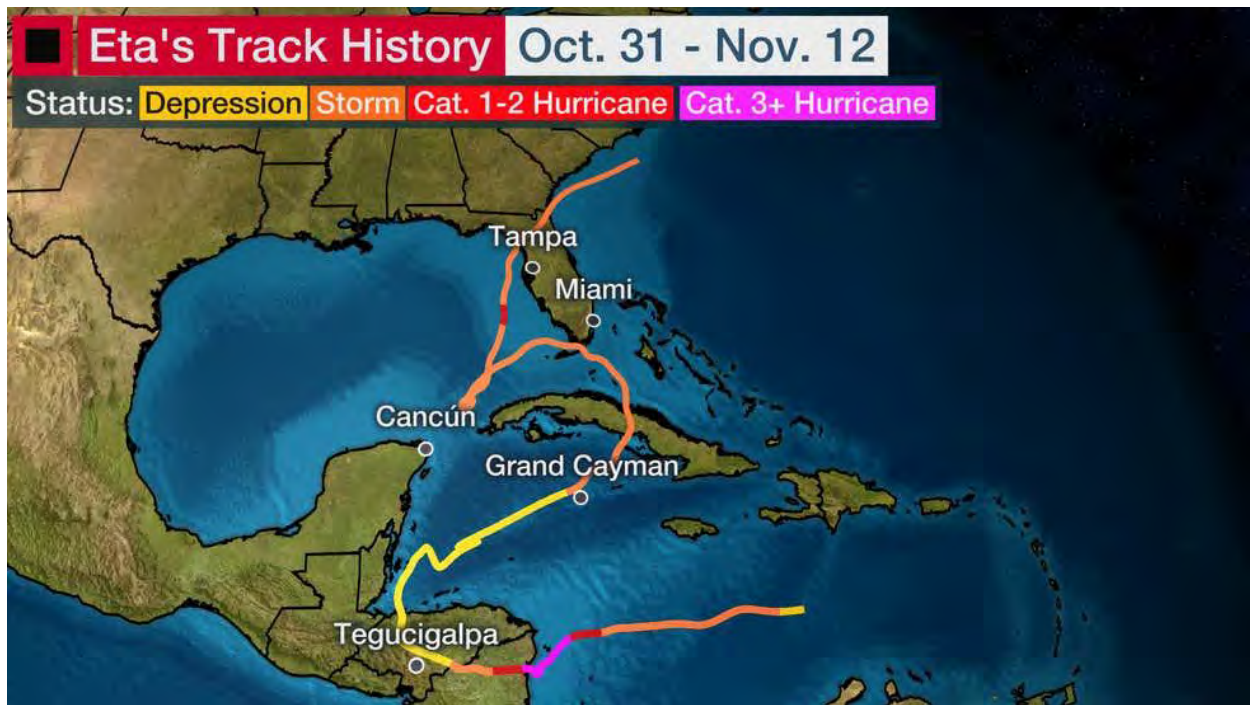 Eta's Track History Oct. 31 - Nov. 12
Status: Depression Storm Cat. 1-2 Hurricane Cat. 3+ Hurricane
Tampa
Miami
Cancún
Grand Cayman
Tegucigalpa